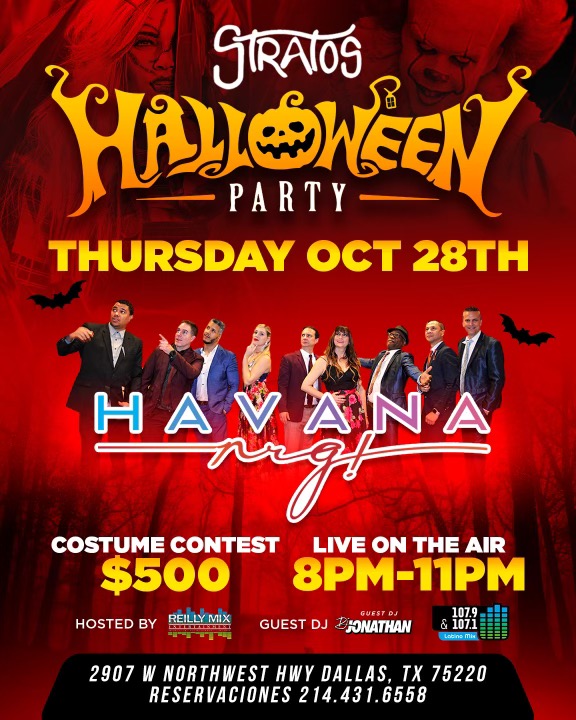 STRATOS
HALLOWEEN
PARTY
THURSDAY OCT 28TH
HAVANA
nrg!
COSTUME CONTEST
$500
LIVE ON THE AIR
8PM-11PM
HOSTED BY
REILLY MIX
ENTERTAINMENT
GUEST DJ
GUEST DJ
DJ JONATHAN
107.9
& 107.1
Latino Mix
2907 W NORTHWEST HWY DALLAS, TX 75220
RESERVACIONES 214.431.6558